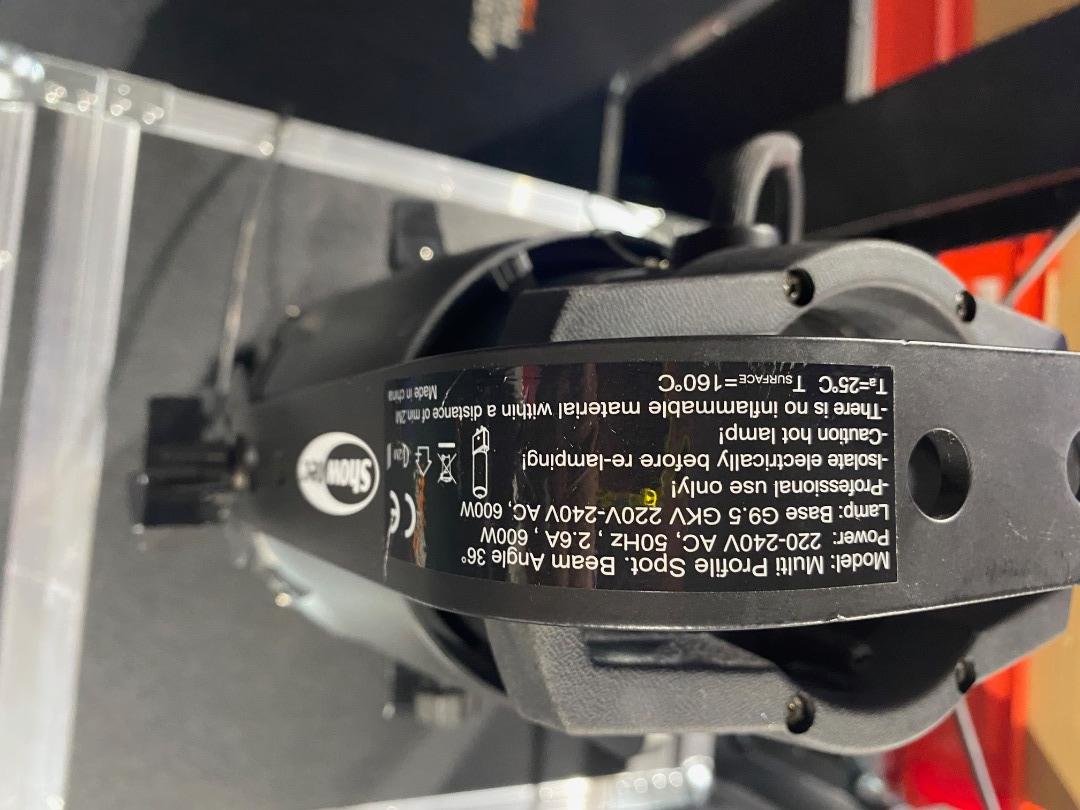 Model: Multi Profile Spot. Beam Angle 36°
Power: 220-240V AC, 50Hz , 2.6A , 600W
Lamp: Base G9.5 GKV 220V-240V AC, 600W
-Professional use only!
-Isolate electrically before re-lamping!
-Caution hot lamp!
-There is no inflammable material within a distance of min.2M
Ta=25°C TSURFACE=160°C
Made in china
CE
2M
Showtec